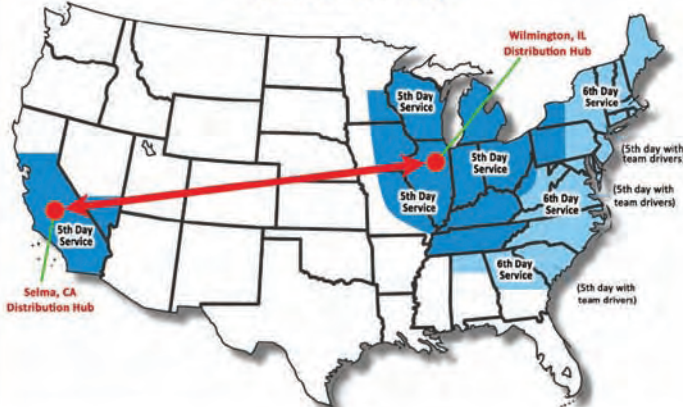 Wilmington, IL
Distribution Hub
5th Day
Service
6th Day
Service
(5th day with
team drivers)
5th Day
Service
(5th day with
team drivers)
5th Day
Service
6th Day
Service
5th Day
Service
6th Day
Service
(5th day with
team drivers)
Selma, CA
Distribution Hub